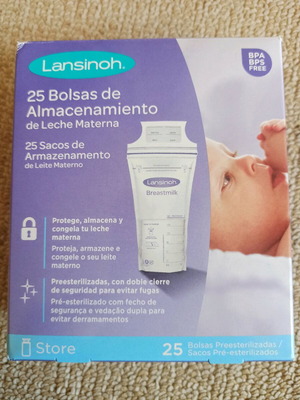 Lansinoh.
BPA
BPS
FREE
25 Bolsas de
Almacenamiento
de Leche Materna
25 Sacos de
Armazenamento
de Leite Materno
Lansinoh
Breastmilk
Protege, almacena y
congela tu leche
materna
Proteja, armazene e
congele o seu leite
materno
Preesterilizadas, con doble cierre
de seguridad para evitar fugas
Pré-esterilizado com fecho de
segurança e vedação dupla para
evitar derramamentos
Store
25 Bolsas Preesterilizadas /
Sacos Pré-esterilizados